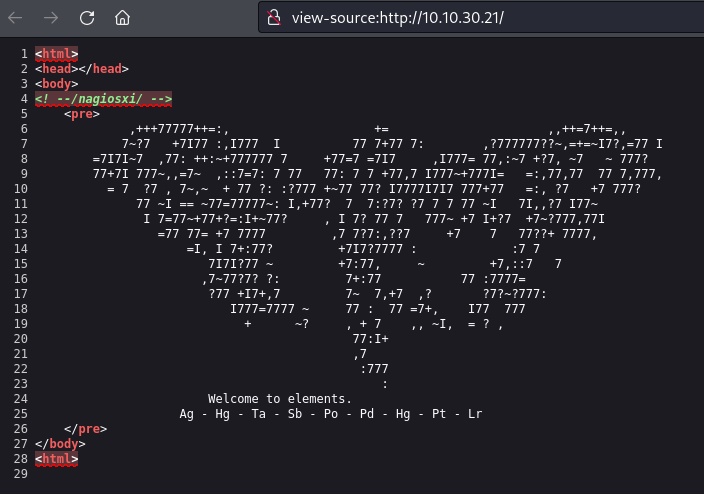 view-source:http://10.10.30.21/
1 <html>
2 <head></head>
3 <body>
4 <! --/nagiosxi/ -->
5     <pre>
6              ,+++77777++=:,                    +=                      ,,++=7++=,,
7             7~?7   +7I77 :,I777  I          77 7+77 7:        ,?777777??~,=+=~I7?,=77 I
8         =7I7I~7  ,77: ++:~+777777 7     +77=7 =7I7     ,I777= 77,:~7 +?7, ~7   ~ 777?
9         77+7I 777~,,=7~  ,::7=7: 7 77   77: 7 7 +77,7 I777~+777I=   =:,77,77  77 7,777,
10           = 7  ?7 , 7~,~  + 77 ?: :?777 +~77 77? I7777I7I7 777+77   =:, ?7   +7 777?
11               77 ~I == ~77=77777~: I,+77?  7  7:?7? ?7 7 7 77 ~I   7I,,?7 I77~
12                I 7=77~+77+?=:I+~77?     , I 7? 77 7   777~ +7 I+?7  +7~?777,77I
13                  =77 77= +7 7777         ,7 7?7:,??7     +7    7   77??+ 7777,
14                      =I, I 7+:77?         +7I7?7777 :             :7 7
15                         7I7I?77 ~         +7:77,     ~         +7,::7   7
16                        ,7~77?7? ?:         7+:77           77 :7777=
17                         ?77 +I7+,7         7~  7,+7  ,?       ?7?~?777:
18                            I777=7777 ~     77 :  77 =7+,    I77  777
19                              +      ~?     , + 7    ,, ~I,  = ? ,
20                                             77:I+
21                                             ,7
22                                              :777
23                                                 :
24                         Welcome to elements.
25                     Ag - Hg - Ta - Sb - Po - Pd - Hg - Pt - Lr
26     </pre>
27 </body>
28 <html>
29